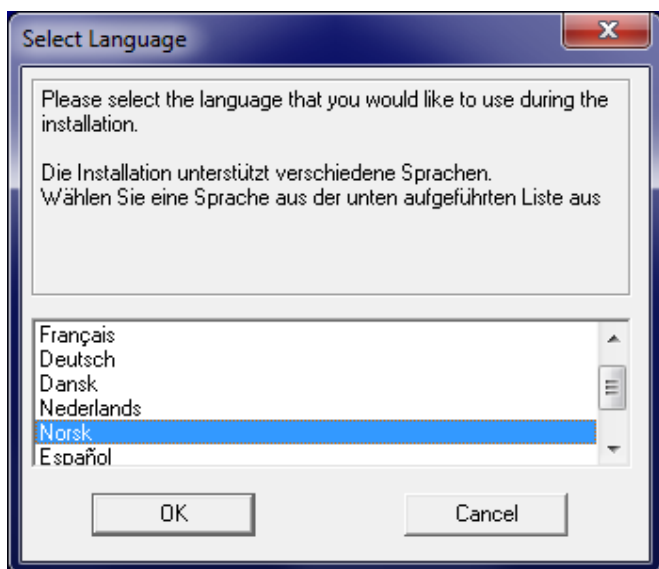 Select Language
Please select the language that you would like to use during the
installation.
Die Installation unterstützt verschiedene Sprachen.
Wählen Sie eine Sprache aus der unten aufgeführten Liste aus
Français
Deutsch
Dansk
Nederlands
Norsk
Español
OK
Cancel